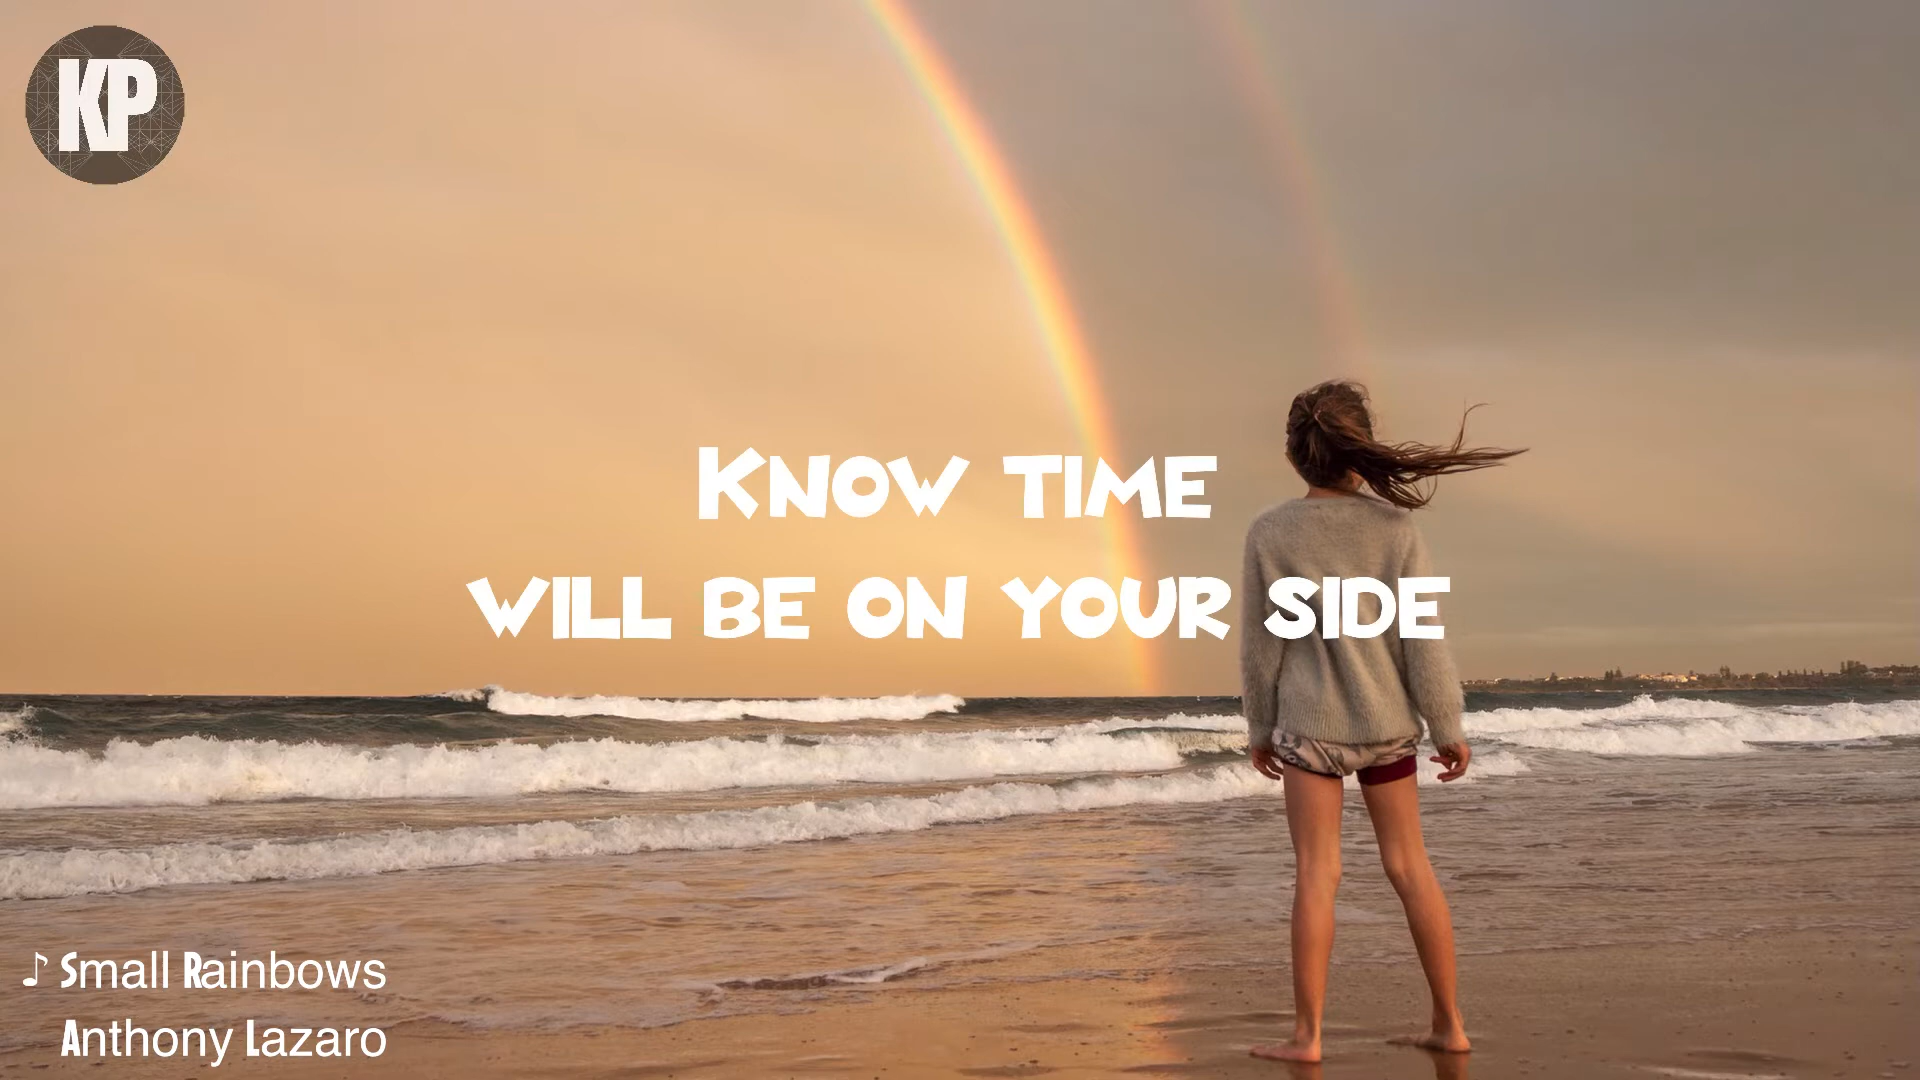 KP
KNOW TIME
WILL BE ON YOUR SIDE
♪ Small Rainbows
Anthony Lazaro